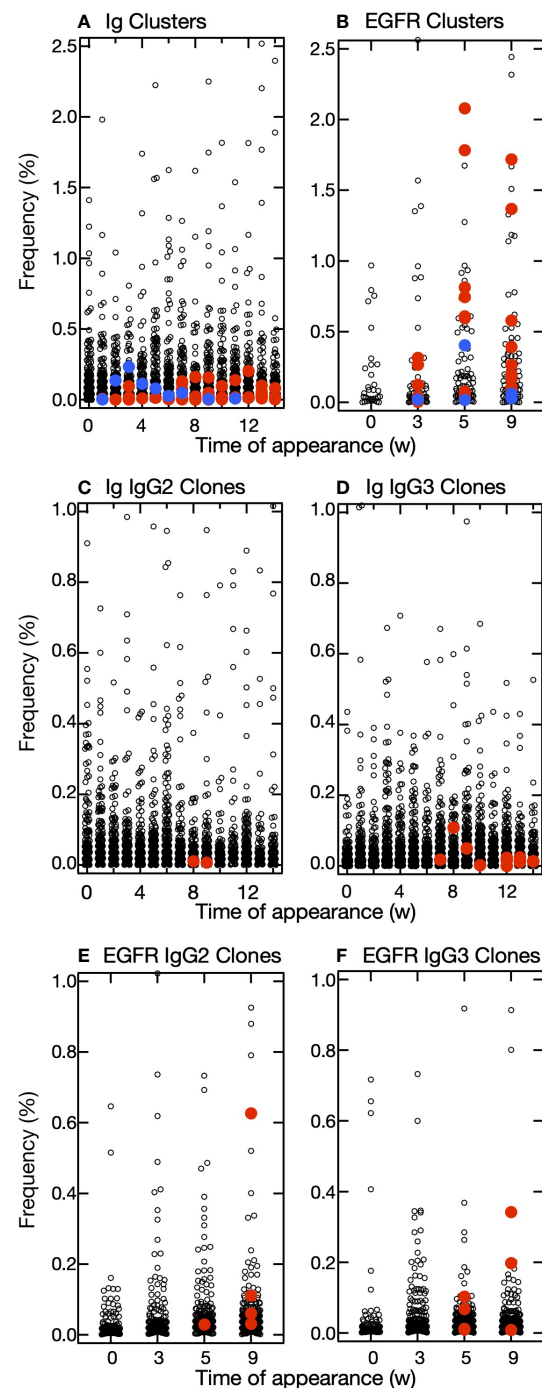 A Ig Clusters
B EGFR Clusters
2.5
2.0
1.5
1.0
0.5
0.0
Frequency (%)
0 4 8 12
Time of appearance (w)
2.5
2.0
1.5
1.0
0.5
0.0
0 3 5 9
Time of appearance (w)
C Ig IgG2 Clones
D Ig IgG3 Clones
1.0
0.8
0.6
0.4
0.2
0.0
Frequency (%)
0 4 8 12
Time of appearance (w)
1.0
0.8
0.6
0.4
0.2
0.0
0 4 8 12
Time of appearance (w)
E EGFR IgG2 Clones
F EGFR IgG3 Clones
1.0
0.8
0.6
0.4
0.2
0.0
Frequency (%)
0 3 5 9
Time of appearance (w)
1.0
0.8
0.6
0.4
0.2
0.0
0 3 5 9
Time of appearance (w)